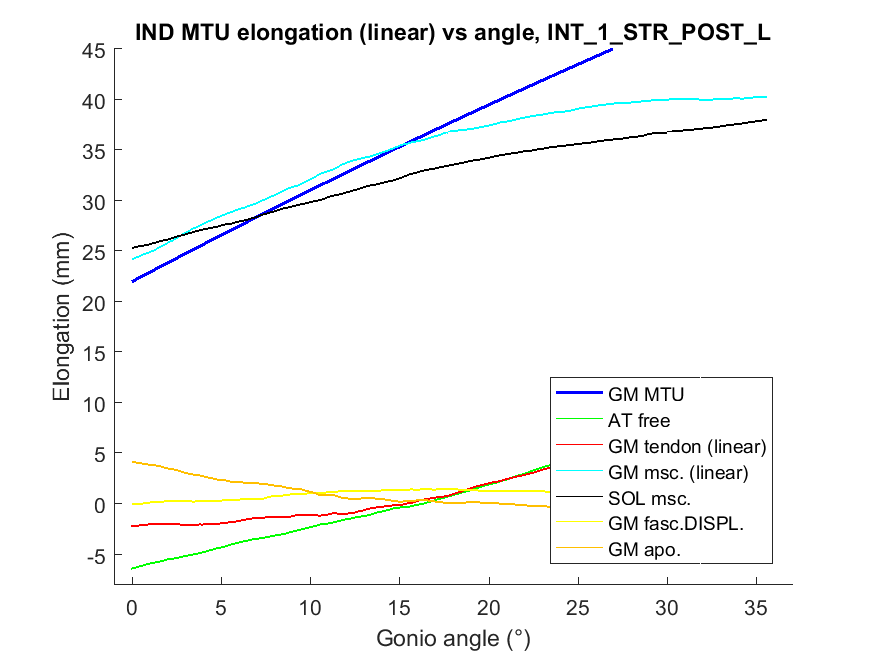 IND MTU elongation (linear) vs angle, INT_1_STR_POST_L
45
40
35
30
25
20
15
10
5
0
-5
Elongation (mm)
GM MTU
AT free
GM tendon (linear)
GM msc. (linear)
SOL msc.
GM fasc.DISPL.
GM apo.
0 5 10 15 20 25 30 35
Gonio angle (°)